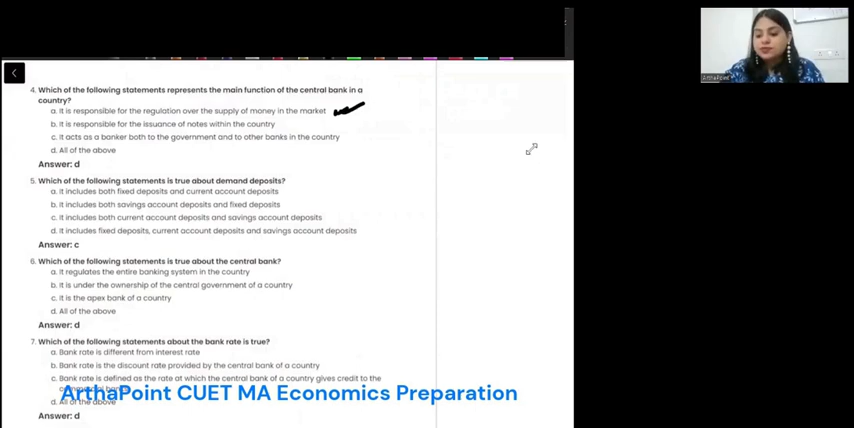 4. Which of the following statements represents the main function of the central bank in a
country?
a. It is responsible for the regulation over the supply of money in the market
b. It is responsible for the issuance of notes within the country
c. It acts as a banker both to the government and to other banks in the country
d. All of the above
Answer: d
5. Which of the following statements is true about demand deposits?
a. It includes both fixed deposits and current account deposits
b. It includes both savings account deposits and fixed deposits
c. It includes both current account deposits and savings account deposits
d. It includes fixed deposits, current account deposits and savings account deposits
Answer: c
6. Which of the following statements is true about the central bank?
a. It regulates the entire banking system in the country
b. It is under the ownership of the central government of a country
c. It is the apex bank of a country
d. All of the above
Answer: d
7. Which of the following statements about the bank rate is true?
a. Bank rate is different from interest rate
b. Bank rate is the discount rate provided by the central bank of a country
c. Bank rate is defined as the rate at which the central bank of a country gives credit to the
ArthaPoint CUET MA Economics Preparation
d. All of the above
Answer: d
ArthaPoint